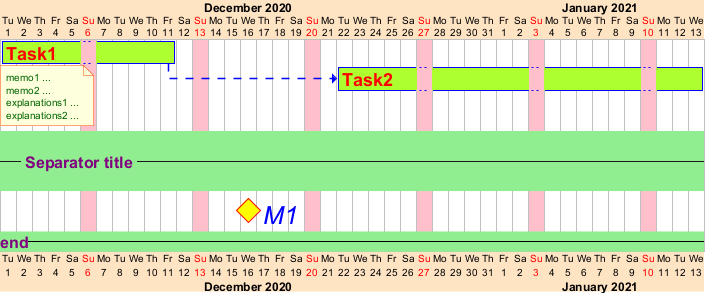 December 2020 January 2021
Tu We Th Fr Sa Su Mo Tu We Th Fr Sa Su Mo Tu We Th Fr Sa Su Mo Tu We Th Fr Sa Su Mo Tu We Th Fr Sa Su Mo Tu We Th Fr Sa Su Mo Tu We
1 2 3 4 5 6 7 8 9 10 11 12 13 14 15 16 17 18 19 20 21 22 23 24 25 26 27 28 29 30 31 1 2 3 4 5 6 7 8 9 10 11 12 13
Task1
memo1 ...
memo2 ...
explanations1 ...
explanations2 ...
Task2
Separator title
M1
end
Tu We Th Fr Sa Su Mo Tu We Th Fr Sa Su Mo Tu We Th Fr Sa Su Mo Tu We Th Fr Sa Su Mo Tu We Th Fr Sa Su Mo Tu We Th Fr Sa Su Mo Tu We
1 2 3 4 5 6 7 8 9 10 11 12 13 14 15 16 17 18 19 20 21 22 23 24 25 26 27 28 29 30 31 1 2 3 4 5 6 7 8 9 10 11 12 13
December 2020 January 2021